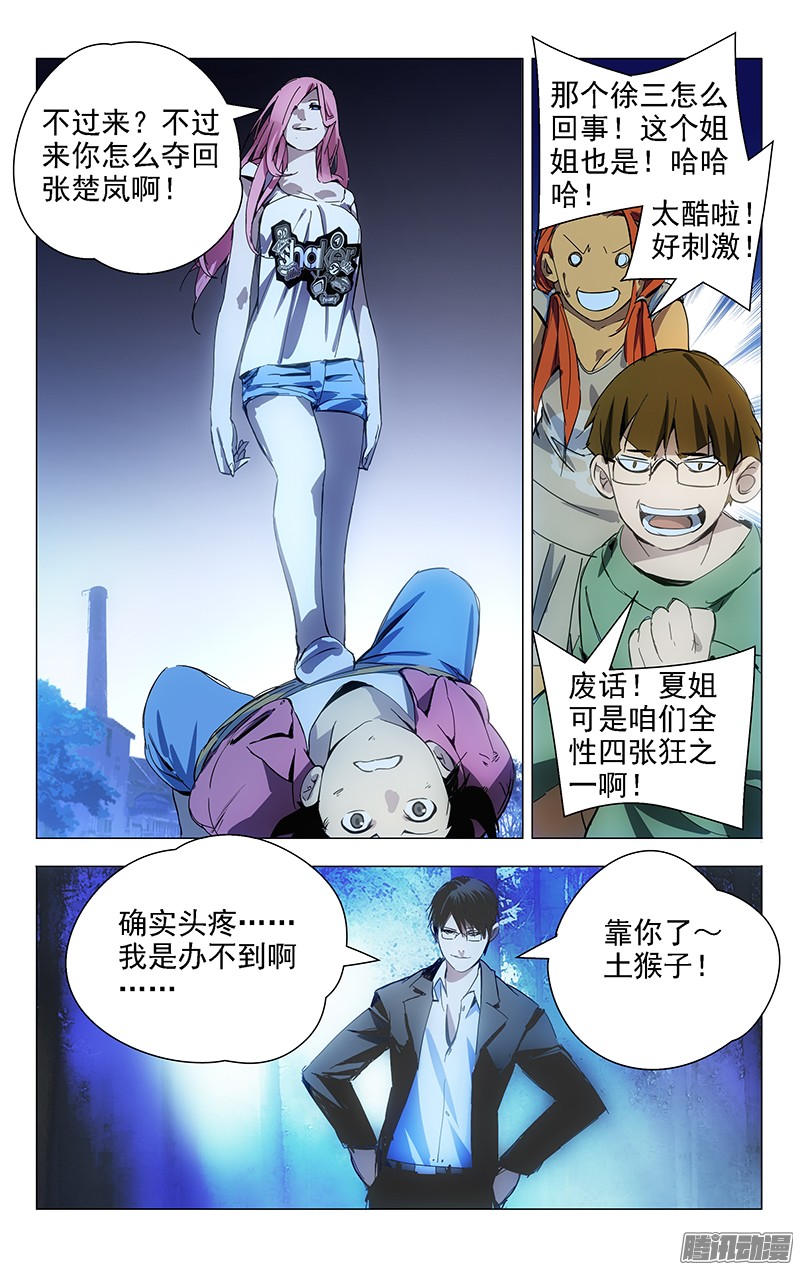 不过来？不过
来你怎么夺回
张楚岚啊！
shaker
那个徐三怎么
回事！这个姐
姐也是！哈哈
哈！
太酷啦！
好刺激！
废话！夏姐
可是咱们全
性四张狂之
一啊！
确实头疼……
我是办不到啊
……
靠你了～
土猴子！
腾讯动漫